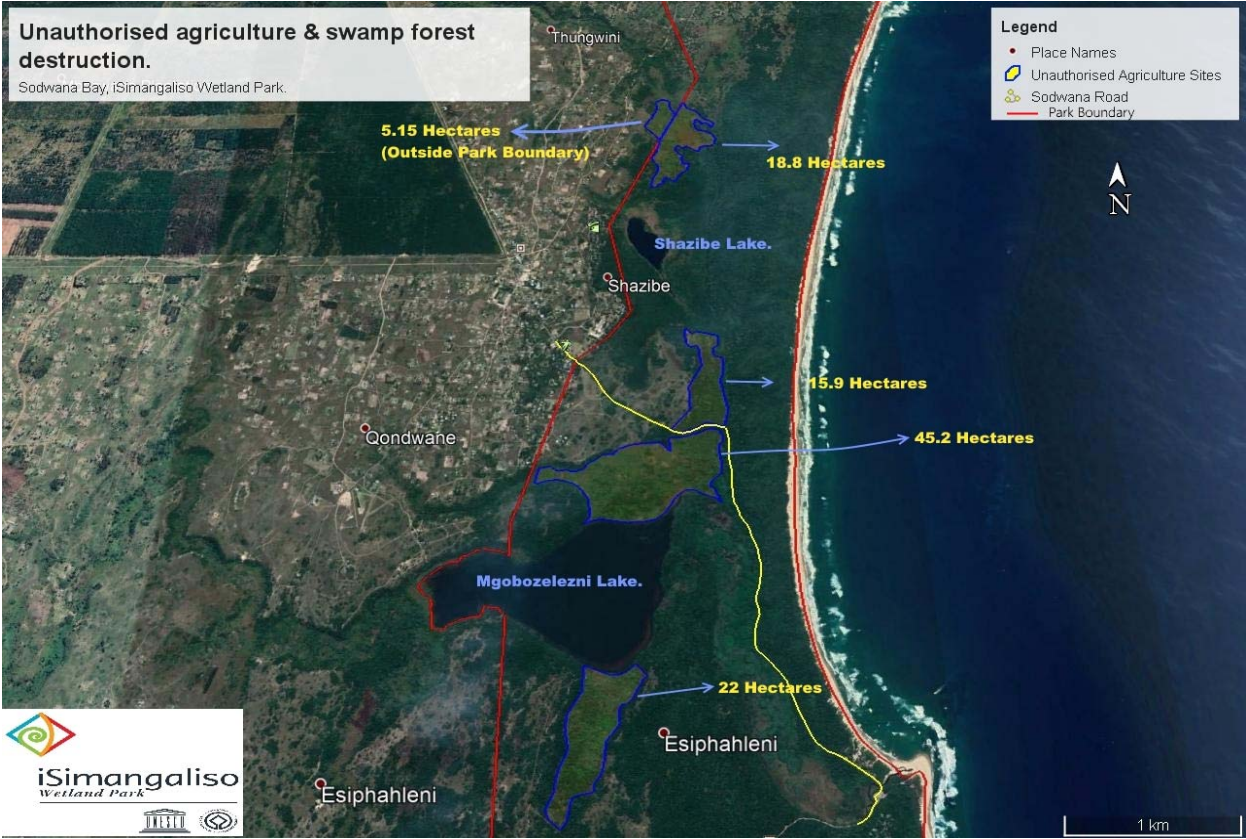 Unauthorised agriculture & swamp forest
destruction.
Sodwana Bay, iSimangaliso Wetland Park.
Legend
Place Names
Unauthorised Agriculture Sites
Sodwana Road
Park Boundary
Thungwini
5.15 Hectares
(Outside Park Boundary)
18.8 Hectares
N
Shazibe Lake.
Shazibe
15.9 Hectares
Qondwane
45.2 Hectares
Mgobozelezni Lake.
22 Hectares
Esiphahleni
Esiphahleni
iSimangaliso
Wetland Park
UNESCO
1 km